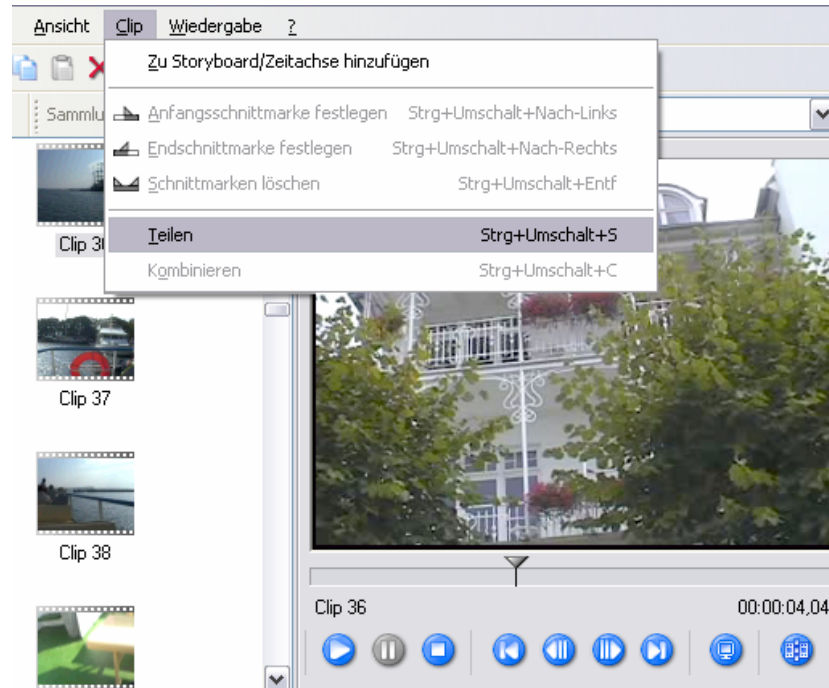 Ansicht Clip Wiedergabe ?
Zu Storyboard/Zeitachse hinzufügen
Sammlu
Anfangsschnittmarke festlegen Strg+Umschalt+Nach-Links
Endschnittmarke festlegen Strg+Umschalt+Nach-Rechts
Schnittmarken löschen Strg+Umschalt+Entf
Teilen Strg+Umschalt+S
Kombinieren Strg+Umschalt+C
Clip 36
Clip 37
Clip 38
Clip 36 00:00:04,04